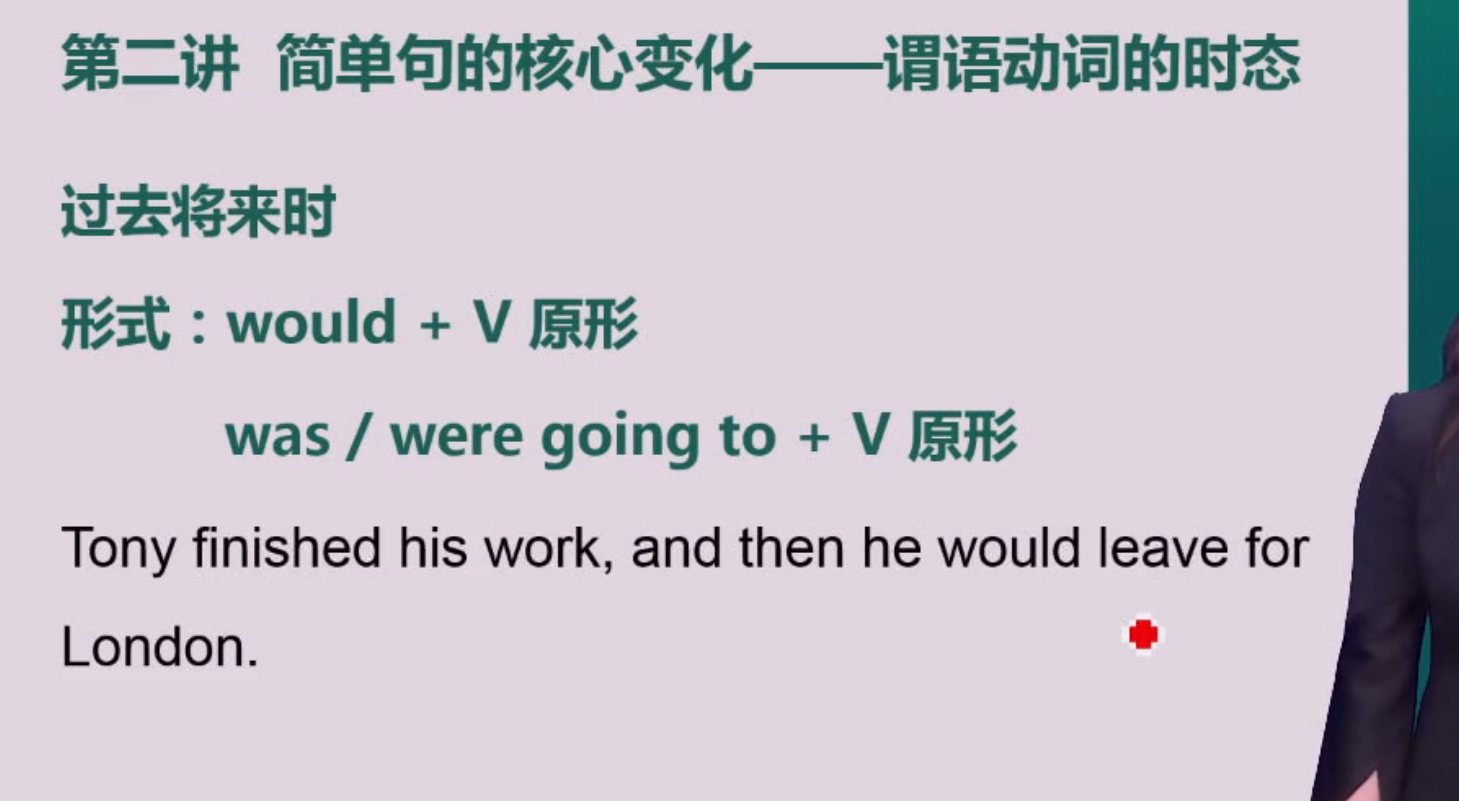 第二讲 简单句的核心变化——谓语动词的时态
过去将来时
形式：would + V 原形
was / were going to + V 原形
Tony finished his work, and then he would leave for
London.